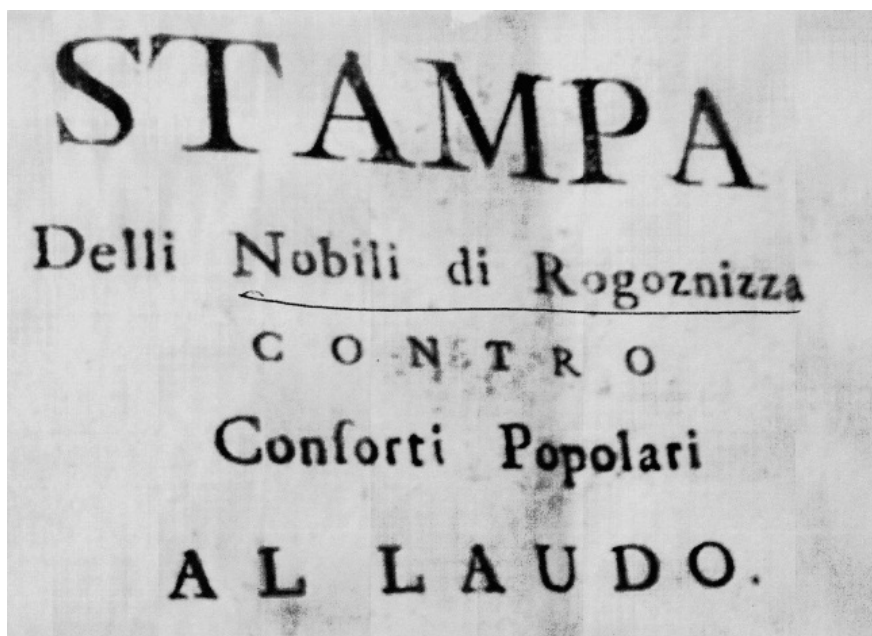 STAMPA
Delli Nobili di Rogoznizza
CONTRO
Conſorti Popolari
AL LAUDO.